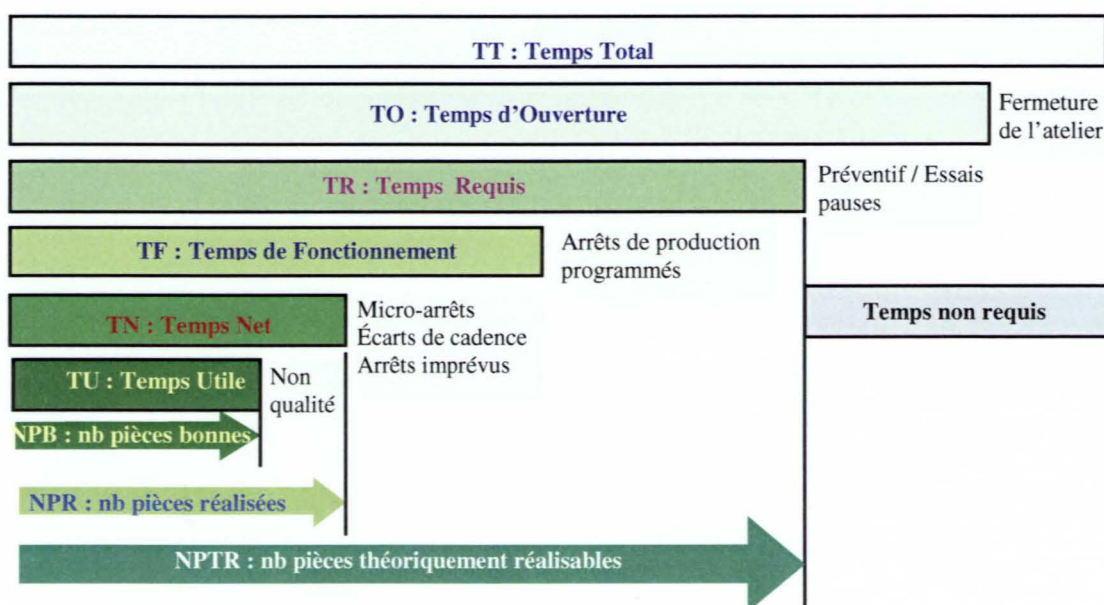 TT : Temps Total
TO : Temps d'Ouverture
Fermeture
de l'atelier
TR : Temps Requis
Préventif / Essais
pauses
TF : Temps de Fonctionnement
Arrêts de production
programmés
TN : Temps Net
Micro-arrêts
Écarts de cadence
Arrêts imprévus
Temps non requis
TU : Temps Utile
Non
qualité
NPB : nb pièces bonnes
NPR : nb pièces réalisées
NPTR : nb pièces théoriquement réalisables